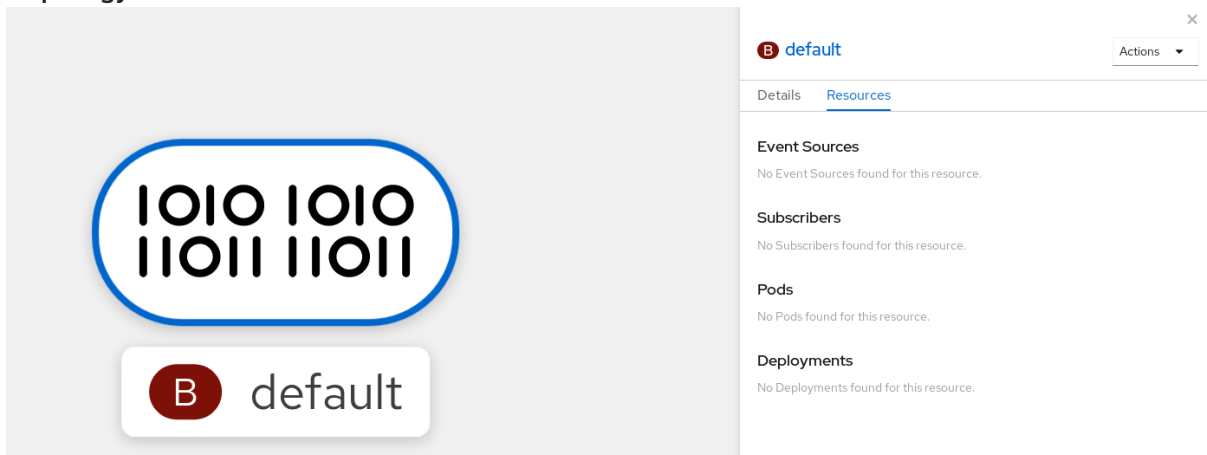 1010 1010
11011 11011
B default
×
B default
Actions
Details Resources
Event Sources
No Event Sources found for this resource.
Subscribers
No Subscribers found for this resource.
Pods
No Pods found for this resource.
Deployments
No Deployments found for this resource.